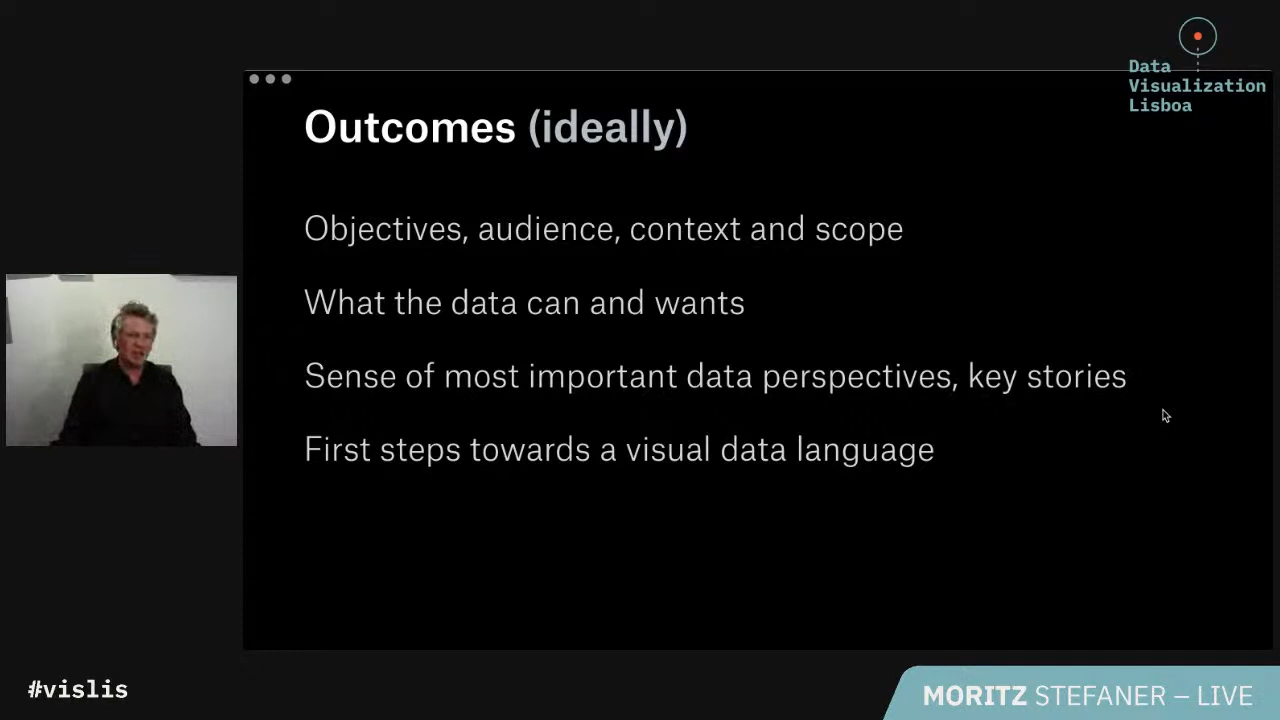 Data
Visualization
Lisboa
Outcomes (ideally)
Objectives, audience, context and scope
What the data can and wants
Sense of most important data perspectives, key stories
First steps towards a visual data language
#vislis
MORITZ STEFANER – LIVE